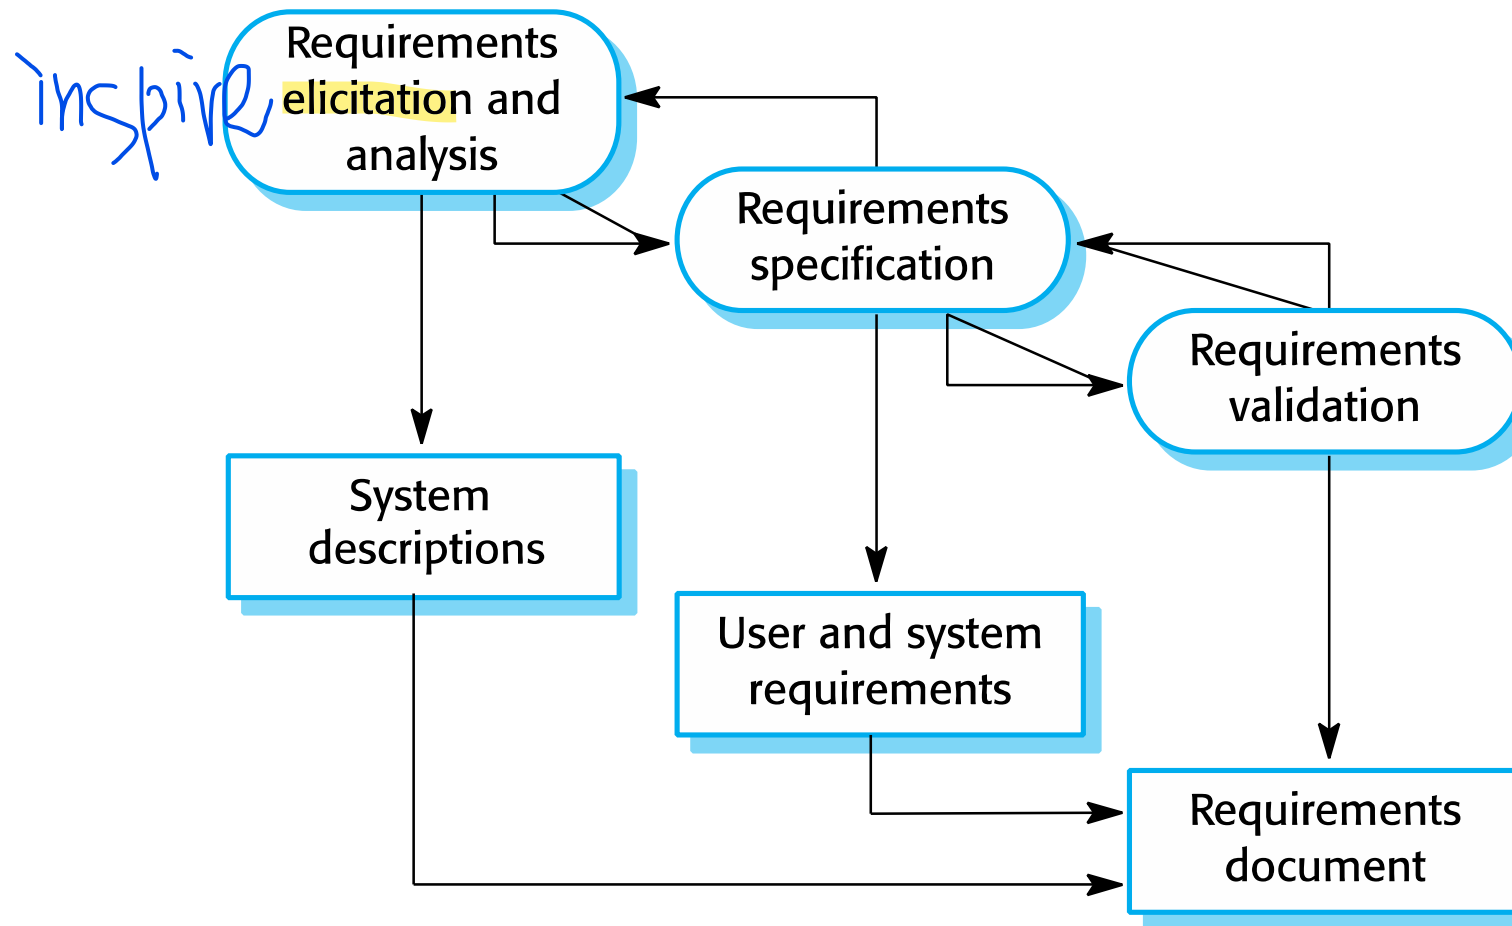 inspire
Requirements
elicitation and
analysis
Requirements
specification
Requirements
validation
System
descriptions
User and system
requirements
Requirements
document